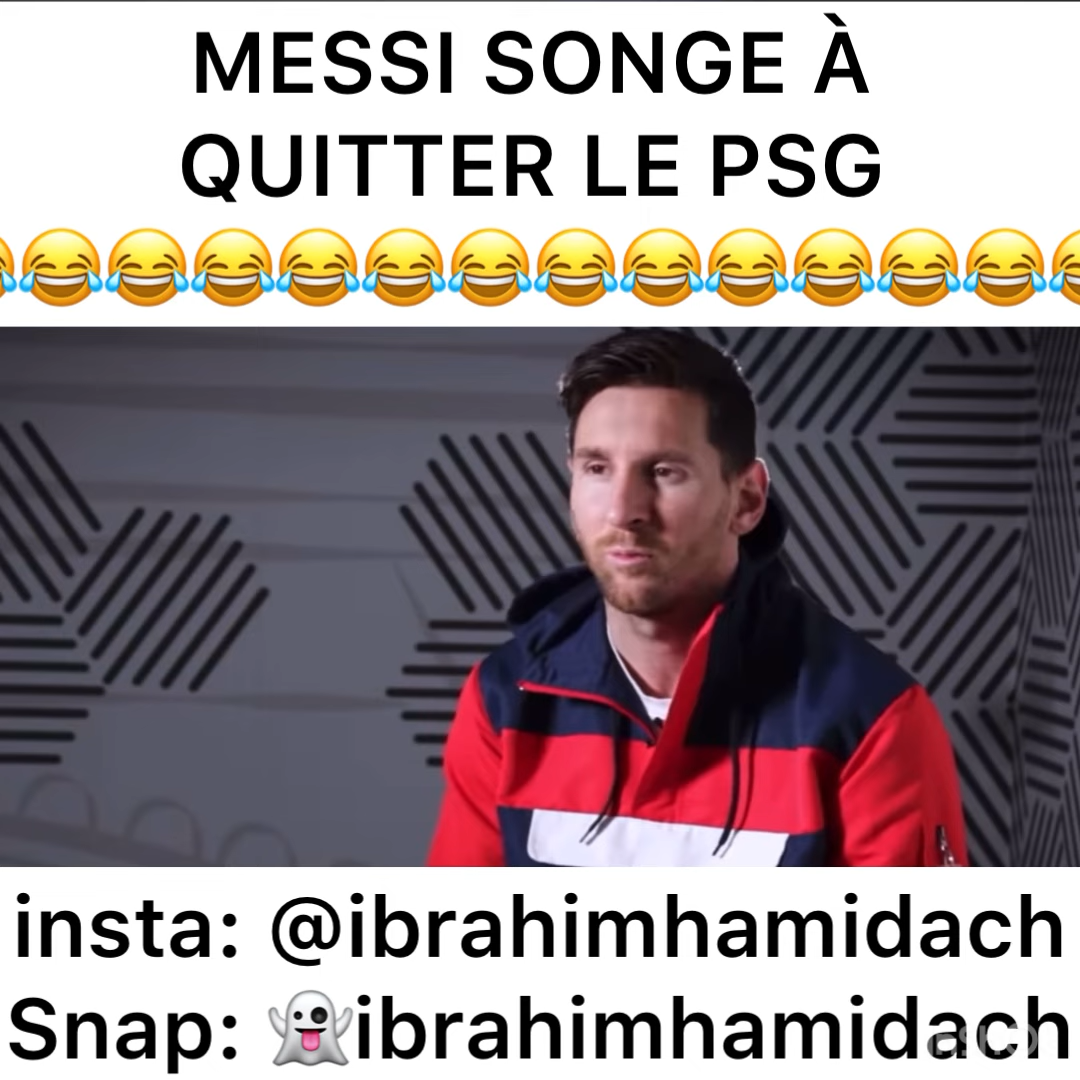 MESSI SONGE À
QUITTER LE PSG
😂😂😂😂😂😂😂😂😂😂😂😂😂😂
insta: @ibrahimhamidach
Snap: 👻ibrahimhamidach